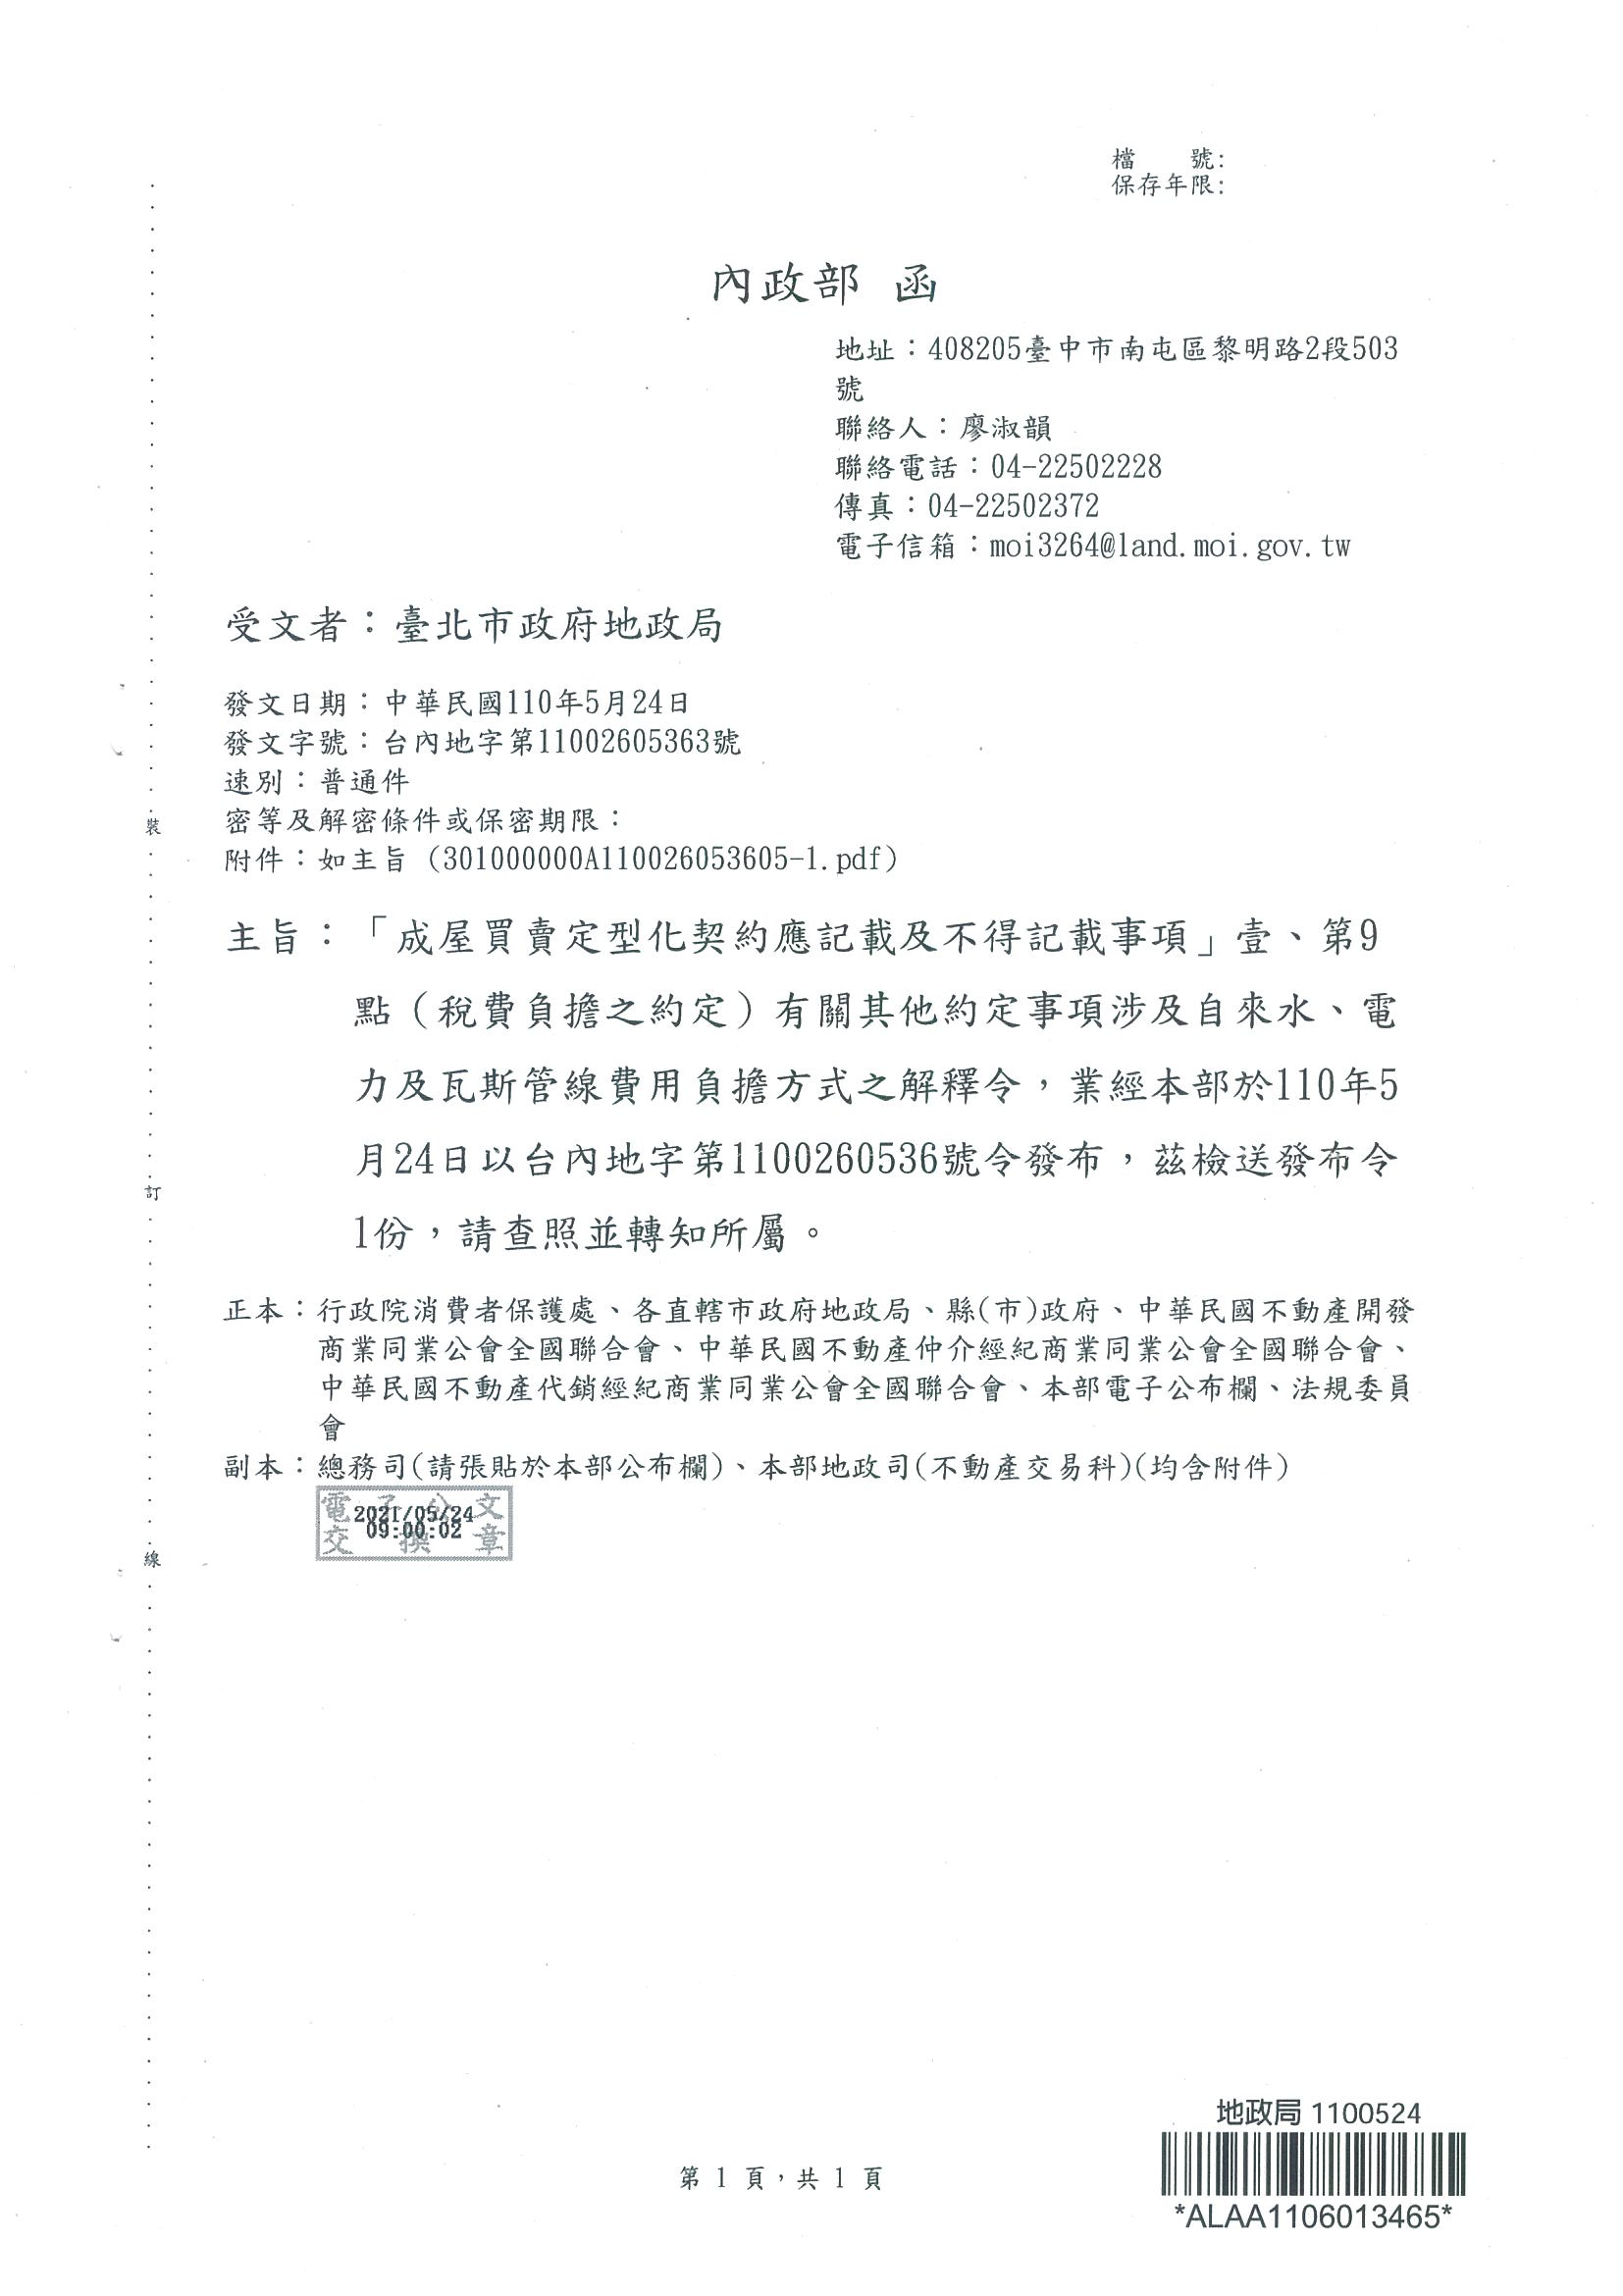 檔　　號:
保存年限:
內政部 函
地址：408205臺中市南屯區黎明路2段503
號
聯絡人：廖淑韻
聯絡電話：04-22502228
傳真：04-22502372
電子信箱：moi3264@land.moi.gov.tw
受文者：臺北市政府地政局
發文日期：中華民國110年5月24日
發文字號：台內地字第11002605363號
速別：普通件
密等及解密條件或保密期限：
附件：如主旨（301000000A110026053605-1.pdf）
主旨：「成屋買賣定型化契約應記載及不得記載事項」壹、第9
點（稅費負擔之約定）有關其他約定事項涉及自來水、電
力及瓦斯管線費用負擔方式之解釋令，業經本部於110年5
月24日以台內地字第1100260536號令發布，茲檢送發布令
1份，請查照並轉知所屬。
正本：行政院消費者保護處、各直轄市政府地政局、縣(市)政府、中華民國不動產開發
商業同業公會全國聯合會、中華民國不動產仲介經紀商業同業公會全國聯合會、
中華民國不動產代銷經紀商業同業公會全國聯合會、本部電子公布欄、法規委員
會
副本：總務司(請張貼於本部公布欄)、本部地政司(不動產交易科)(均含附件)
電子公文
2021/05/24
09:00:02
交換章
裝
訂
線
地政局 1100524
*ALAA1106013465*
第 1 頁，共 1 頁